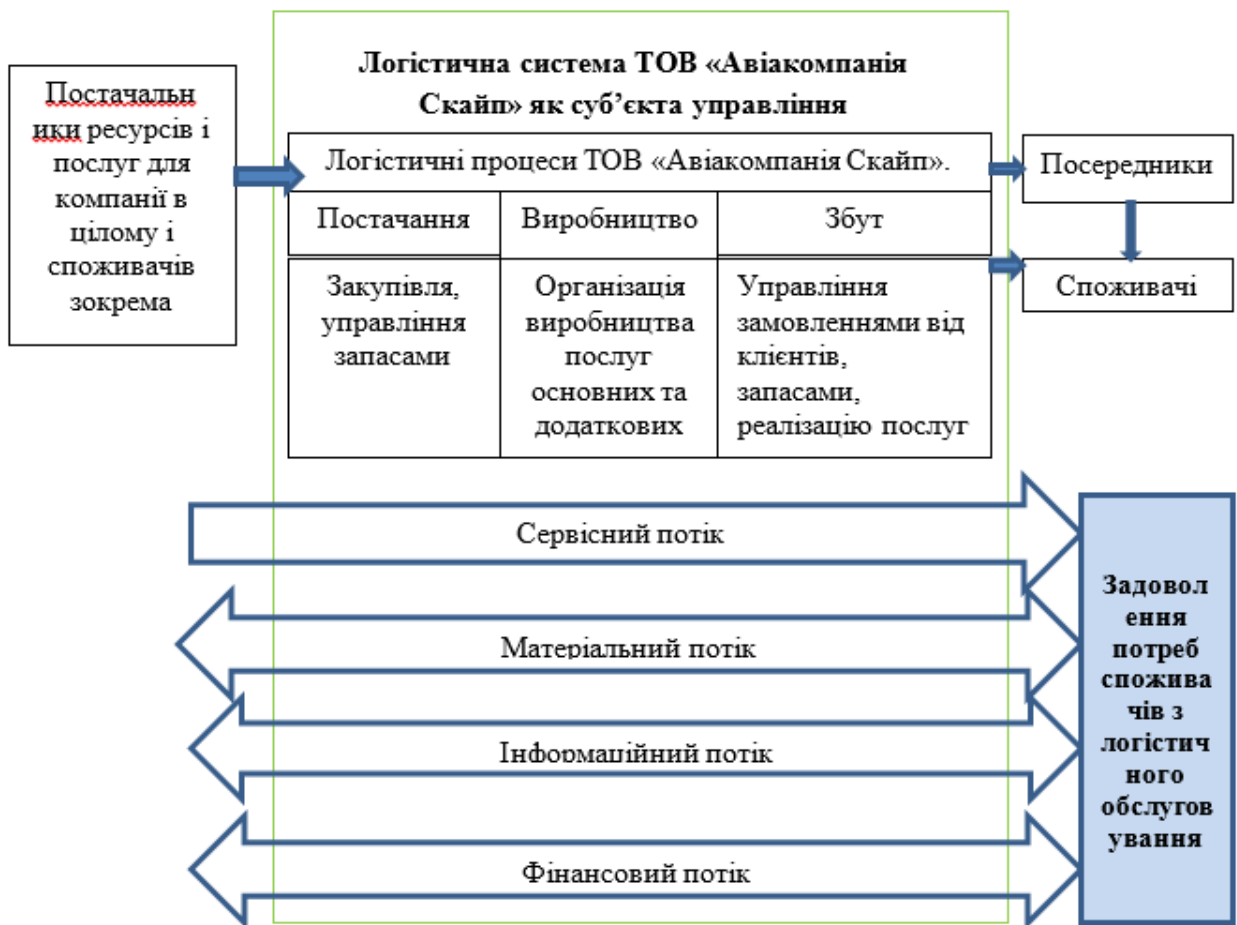 Логістична система ТОВ «Авіакомпанія
Скайп» як суб’єкта управління
Постачальн
ики ресурсів і
послуг для
компанії в
цілому і
споживачів
зокрема
Логістичні процеси ТОВ «Авіакомпанія Скайп».
Постачання
Виробництво
Збут
Закупівля,
управління
запасами
Організація
виробництва
послуг
основних та
додаткових
Управління
замовленнями від
клієнтів,
запасами,
реалізацію послуг
Посередники
Споживачі
Сервісний потік
Матеріальний потік
Інформаційний потік
Фінансовий потік
Задовол
ення
потреб
спожива
чів з
логістич
ного
обслугов
ування